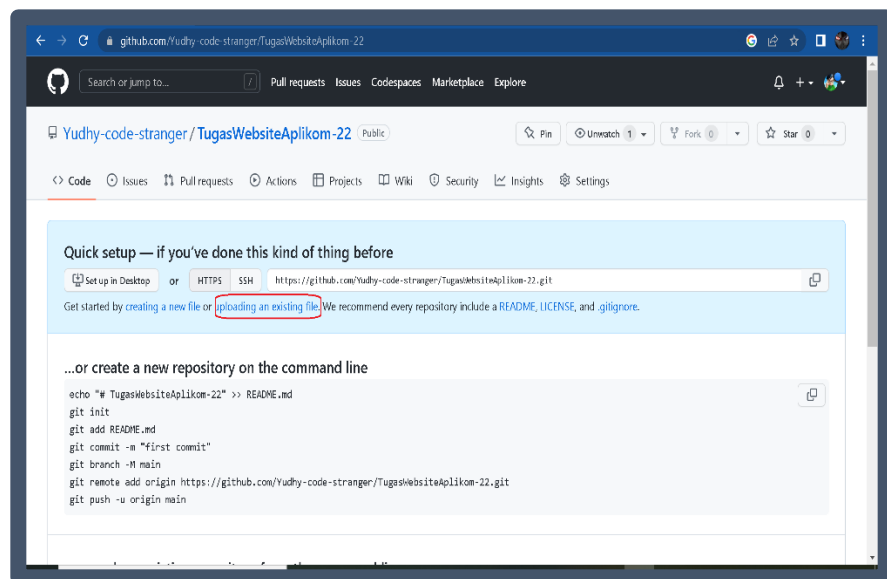 github.com/Yudhy-code-stranger/TugasWebsiteAplikom-22
Search or jump to... / Pull requests Issues Codespaces Marketplace Explore
Yudhy-code-stranger / TugasWebsiteAplikom-22 Public Pin Unwatch 1 Fork 0 Star 0
Code Issues Pull requests Actions Projects Wiki Security Insights Settings
Quick setup — if you've done this kind of thing before
Set up in Desktop or HTTPS SSH https://github.com/Yudhy-code-stranger/TugasWebsiteAplikom-22.git
Get started by creating a new file or uploading an existing file. We recommend every repository include a README, LICENSE, and .gitignore.
...or create a new repository on the command line
echo "# TugasWebsiteAplikom-22" >> README.md
git init
git add README.md
git commit -m "first commit"
git branch -M main
git remote add origin https://github.com/Yudhy-code-stranger/TugasWebsiteAplikom-22.git
git push -u origin main